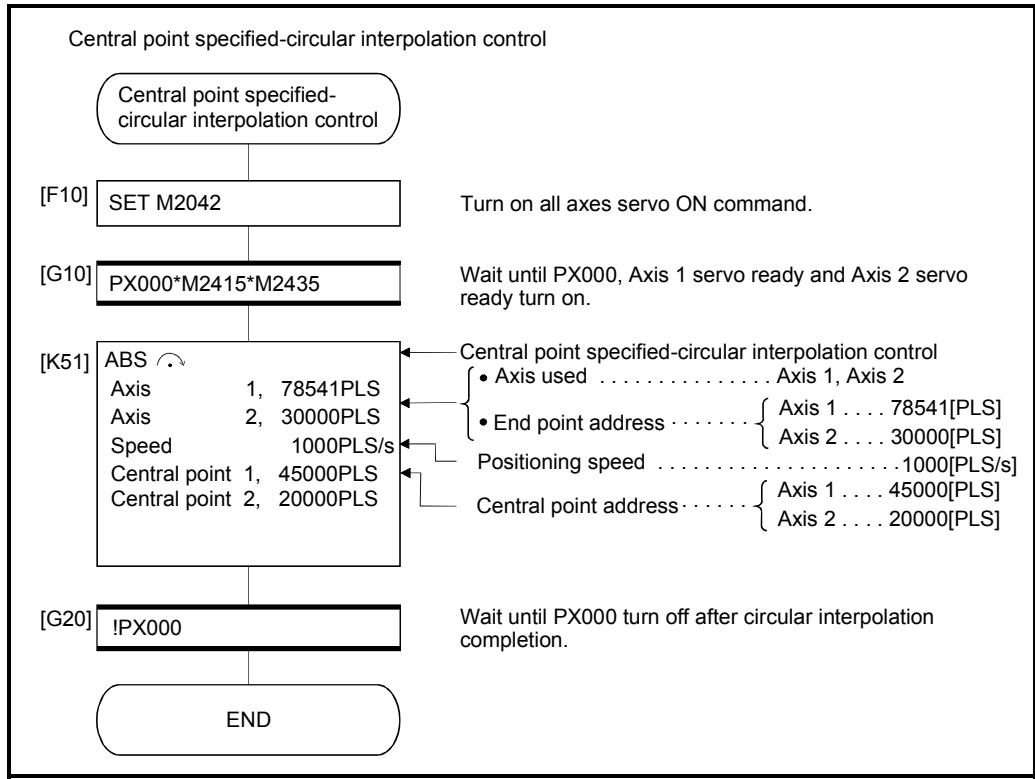 Central point specified-circular interpolation control
Central point specified-
circular interpolation control
[F10]
SET M2042
Turn on all axes servo ON command.
[G10]
PX000*M2415*M2435
Wait until PX000, Axis 1 servo ready and Axis 2 servo
ready turn on.
[K51]
ABS
Axis 1, 78541PLS
Axis 2, 30000PLS
Speed 1000PLS/s
Central point 1, 45000PLS
Central point 2, 20000PLS
Central point specified-circular interpolation control
• Axis used . . . . . . . . . . . . . . . Axis 1, Axis 2
• End point address · · · · · · {
Axis 1 . . . . 78541[PLS]
Axis 2 . . . . 30000[PLS]
Positioning speed . . . . . . . . . . . . . . . . . . . . . . 1000[PLS/s]
Central point address · · · · · · {
Axis 1 . . . . 45000[PLS]
Axis 2 . . . . 20000[PLS]
[G20]
!PX000
Wait until PX000 turn off after circular interpolation
completion.
END